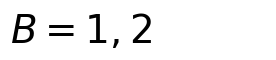 B = 1, 2